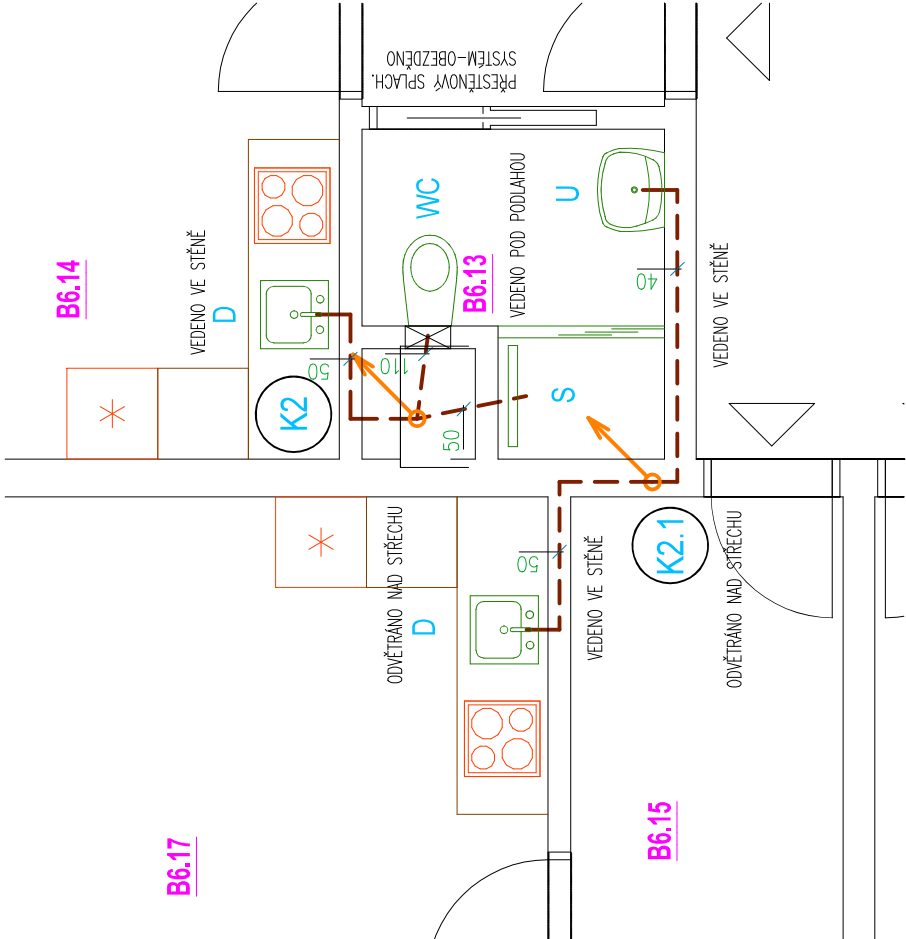 PŘESTĚNOVÝ SPLACH.
SYSTÉM-OBEZDĚNO
B6.14
VEDENO VE STĚNĚ
D
WC
B6.13
VEDENO POD PODLAHOU
U
40
VEDENO VE STĚNĚ
50
110
K2
50
S
K2.1
50
ODVĚTRÁNO NAD STŘECHU
D
VEDENO VE STĚNĚ
ODVĚTRÁNO NAD STŘECHU
B6.17
B6.15